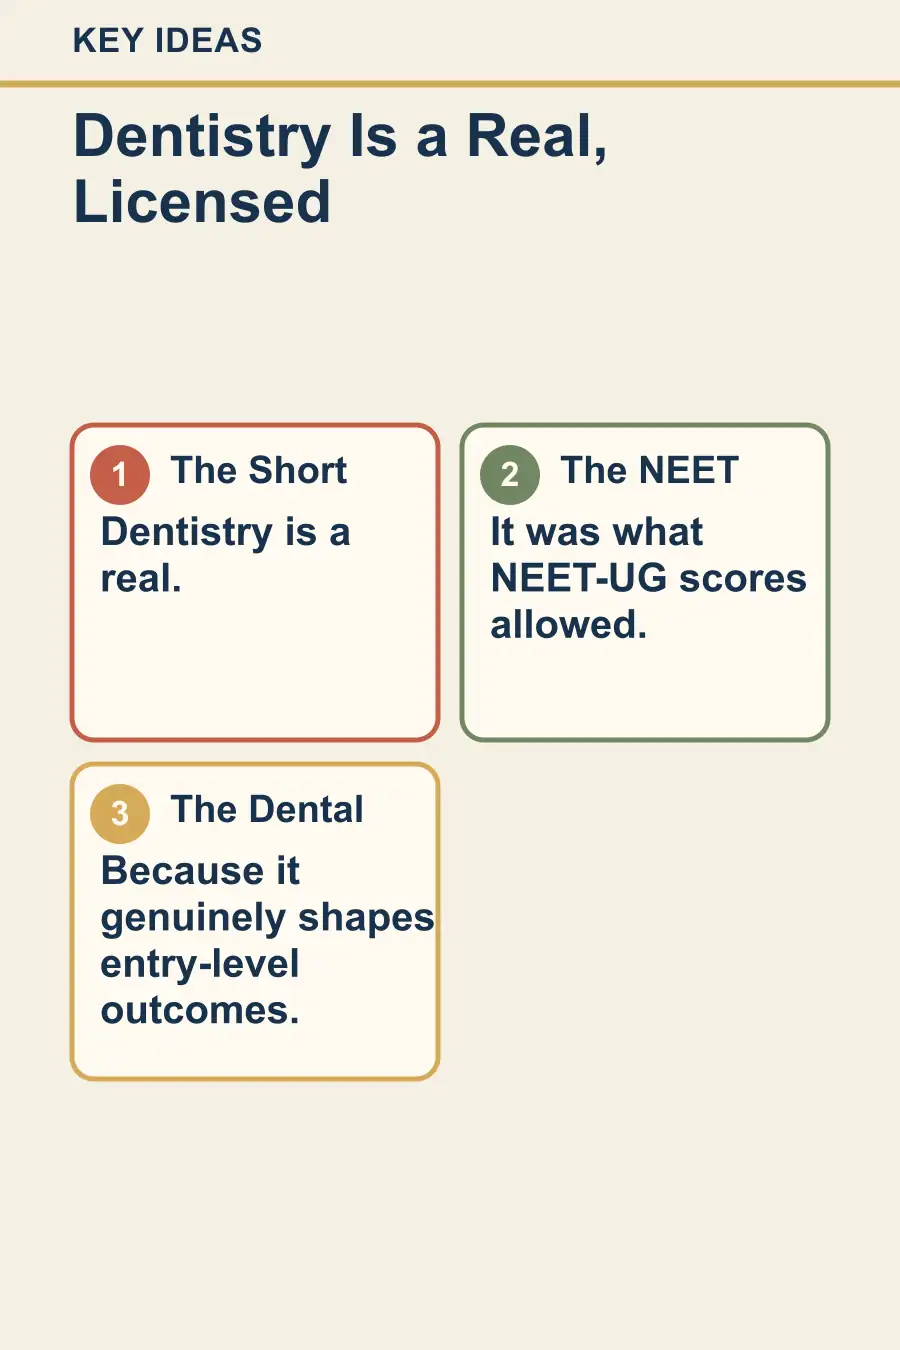 KEY IDEAS
Dentistry Is a Real,
Licensed
1 The Short
Dentistry is a
real.
2 The NEET
It was what
NEET-UG scores
allowed.
3 The Dental
Because it
genuinely shapes
entry-level
outcomes.